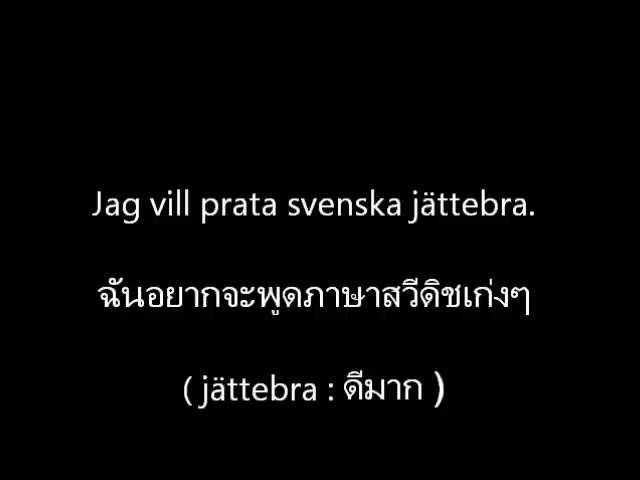 Jag vill prata svenska jättebra.
ฉันอยากจะพูดภาษาสวีดิชเก่งๆ
( jättebra : ดีมาก )